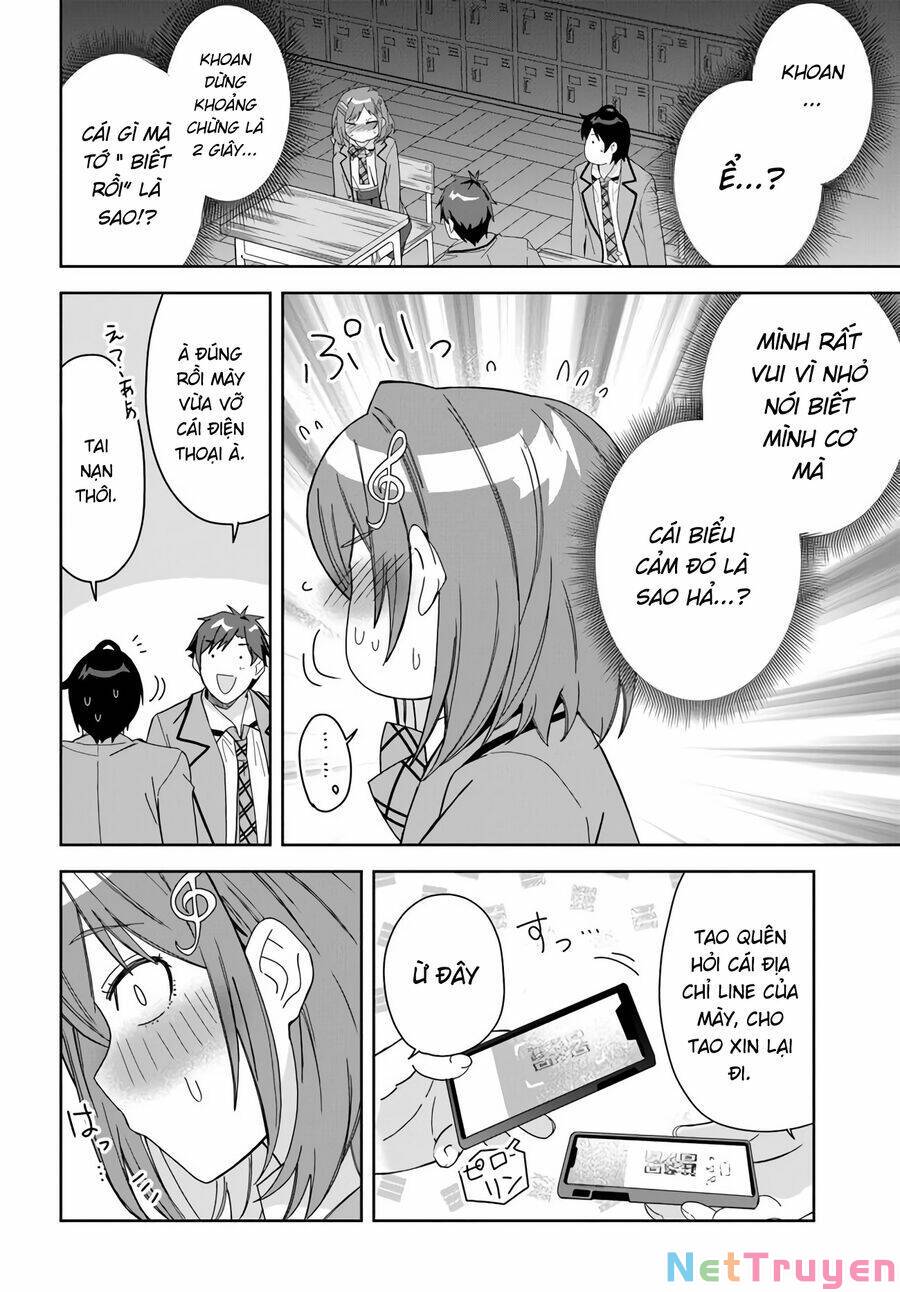 KHOAN
...
Ể...?
KHOAN
DỪNG
KHOẢNG
CHỪNG LÀ
2 GIÂY...
CÁI GÌ MÀ
TỚ " BIẾT
RỒI" LÀ
SAO!?
MÌNH RẤT
VUI VÌ NHỎ
NÓI BIẾT
MÌNH CƠ
MÀ
CÁI BIỂU
CẢM ĐÓ LÀ
SAO HẢ...?
ぷいっ
......
À ĐÚNG
RỒI MÀY
VỪA VỠ
CÁI ĐIỆN
THOẠI À.
え?、ああ
TAI
NẠN
THÔI.
TAO QUÊN
HỎI CÁI ĐỊA
CHỈ LINE CỦA
MÀY, CHO
TAO XIN LẠI
ĐI.
すっ...
Ừ ĐÂY
ピロ
リン
はっ...
NetTruyen